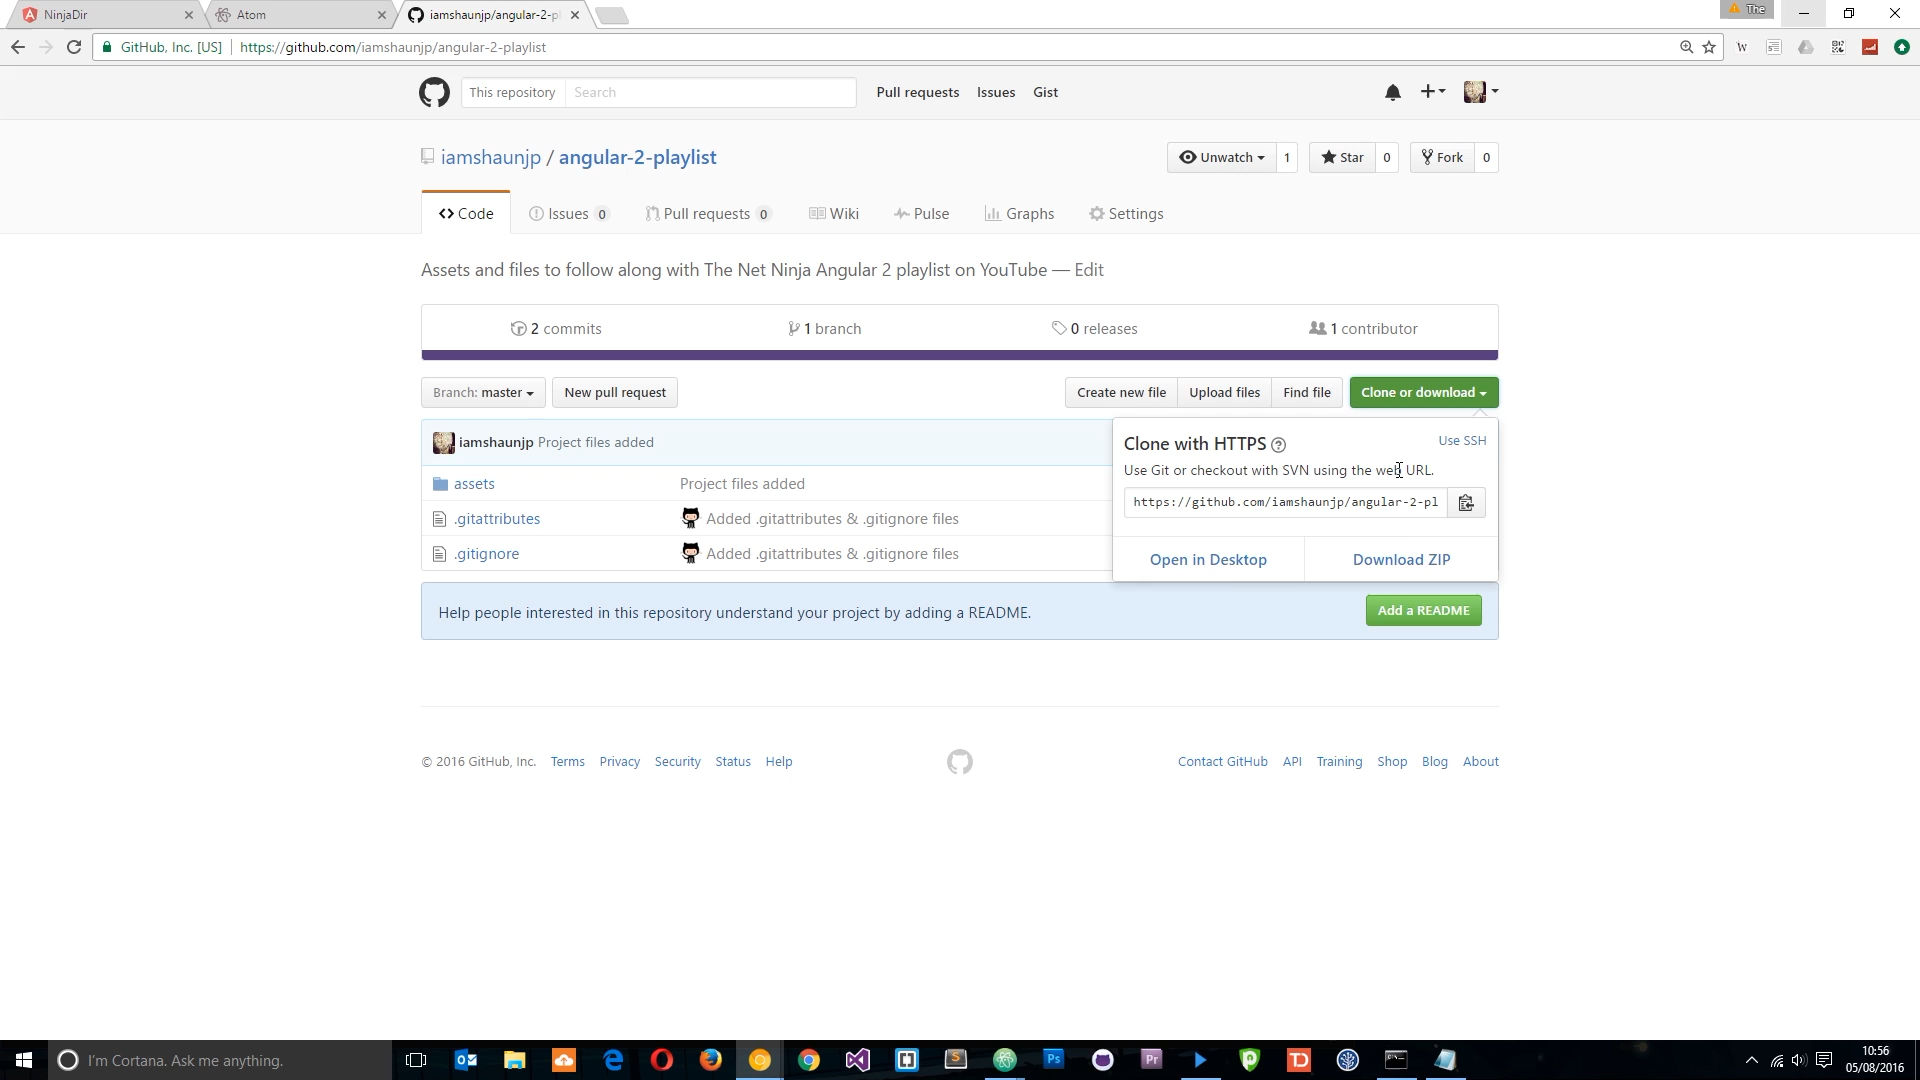 NinjaDir
Atom
iamshaunjp/angular-2-p
The
GitHub, Inc. [US] https://github.com/iamshaunjp/angular-2-playlist
This repository Search Pull requests Issues Gist
iamshaunjp / angular-2-playlist
Unwatch 1 Star 0 Fork 0
Code Issues 0 Pull requests 0 Wiki Pulse Graphs Settings
Assets and files to follow along with The Net Ninja Angular 2 playlist on YouTube — Edit
2 commits 1 branch 0 releases 1 contributor
Branch: master New pull request Create new file Upload files Find file Clone or download
iamshaunjp Project files added
assets Project files added
.gitattributes Added .gitattributes & .gitignore files
.gitignore Added .gitattributes & .gitignore files
Clone with HTTPS ? Use SSH
Use Git or checkout with SVN using the web URL.
https://github.com/iamshaunjp/angular-2-pl
Open in Desktop Download ZIP
Help people interested in this repository understand your project by adding a README. Add a README
© 2016 GitHub, Inc. Terms Privacy Security Status Help Contact GitHub API Training Shop Blog About
I'm Cortana. Ask me anything.
10:56
05/08/2016